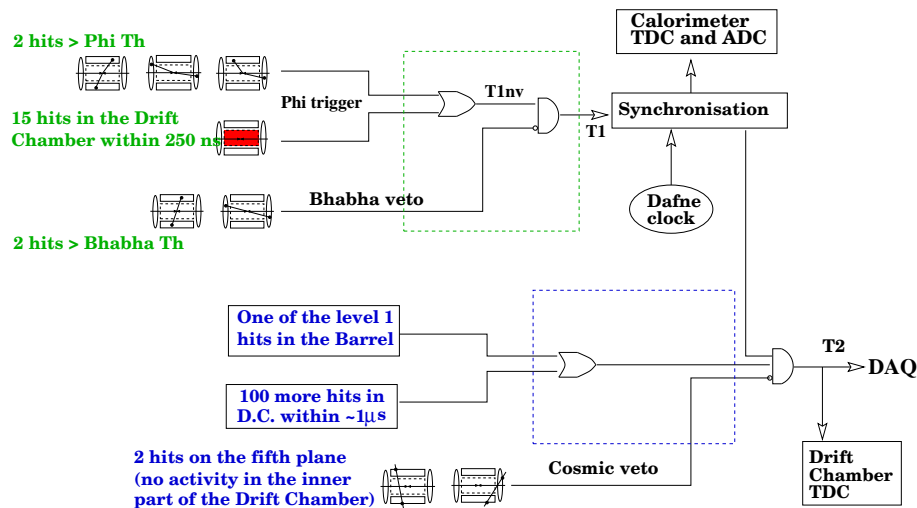 Calorimeter
TDC and ADC
2 hits > Phi Th
T1nv
Phi trigger
Synchronisation
15 hits in the Drift
Chamber within 250 ns
T1
Bhabha veto
Dafne
clock
2 hits > Bhabha Th
One of the level 1
hits in the Barrel
T2
DAQ
100 more hits in
D.C. within ~1μs
2 hits on the fifth plane
(no activity in the inner
part of the Drift Chamber)
Cosmic veto
Drift
Chamber
TDC